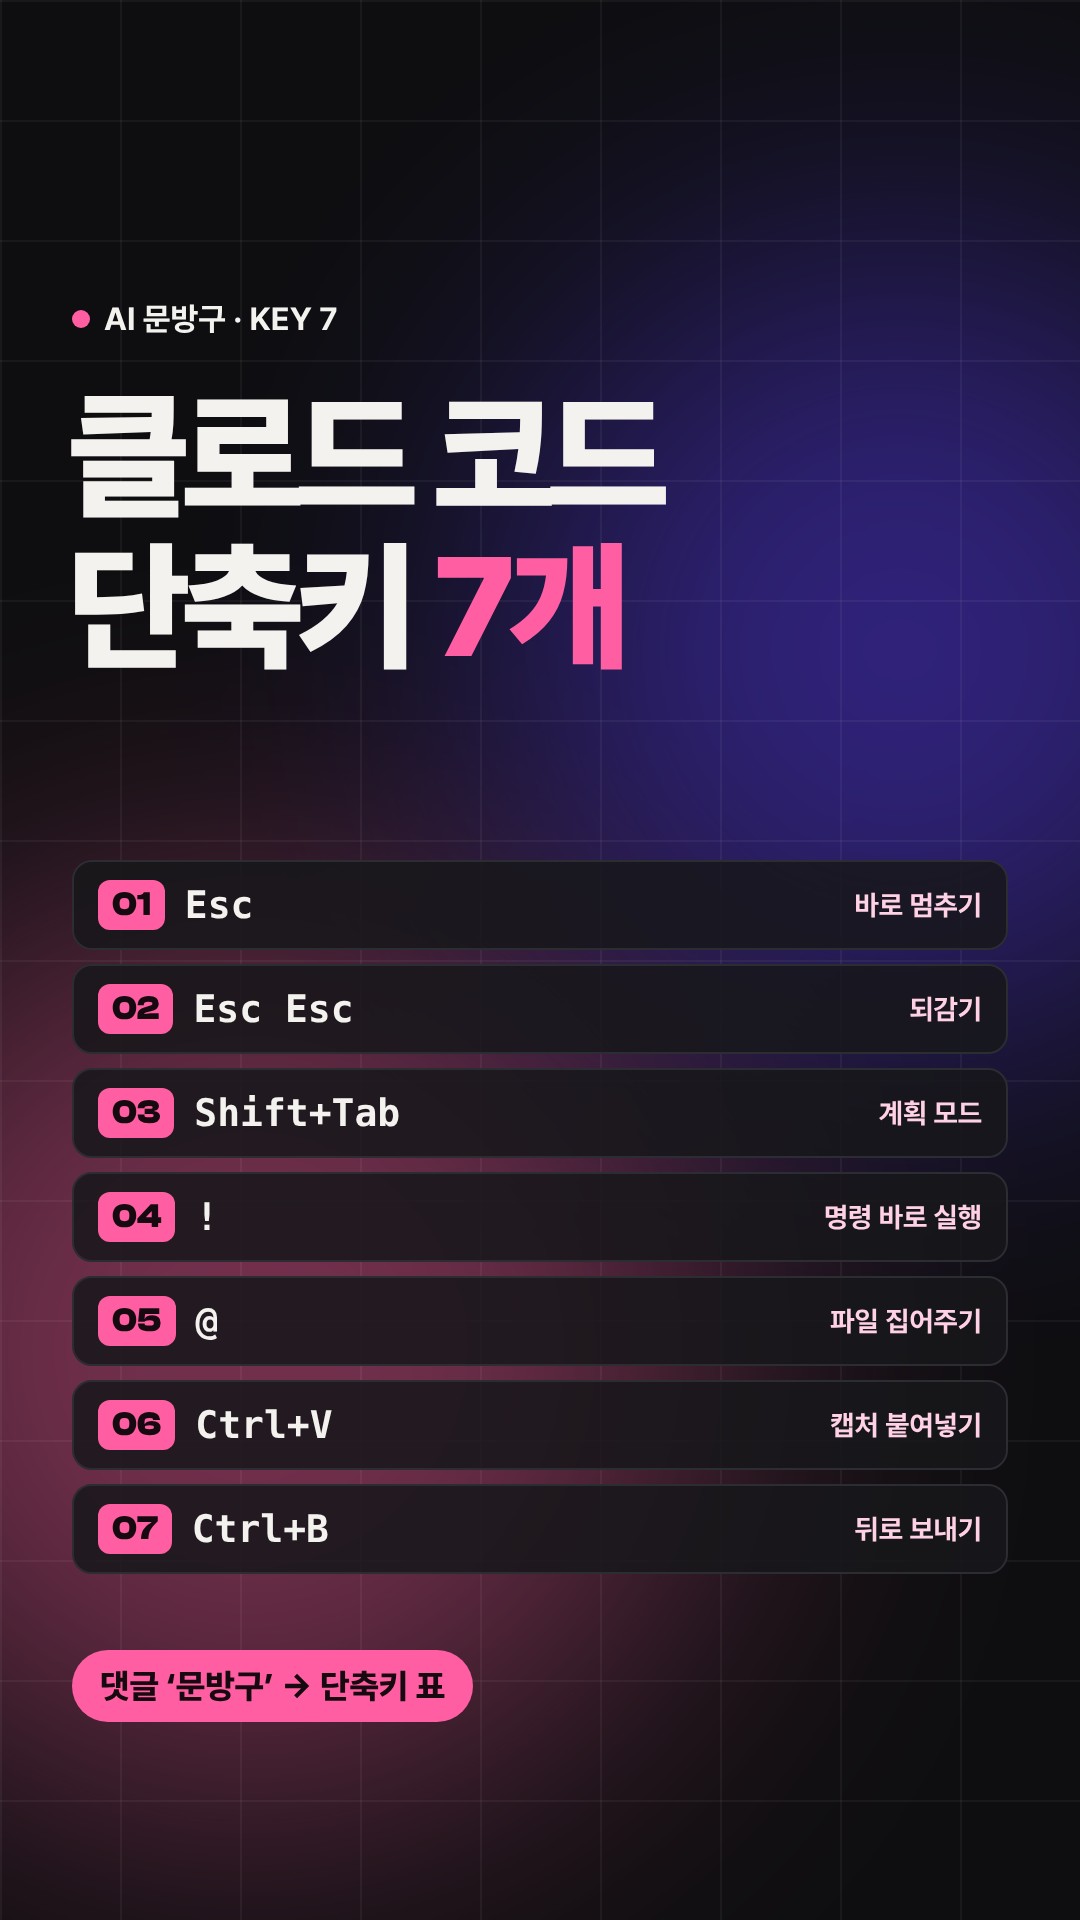 AI 문방구 · KEY 7
클로드 코드
단축키 7개
01 Esc 바로 멈추기
02 Esc Esc 되감기
03 Shift+Tab 계획 모드
04 ! 명령 바로 실행
05 @ 파일 집어주기
06 Ctrl+V 캡처 붙여넣기
07 Ctrl+B 뒤로 보내기
댓글 ‘문방구’ → 단축키 표